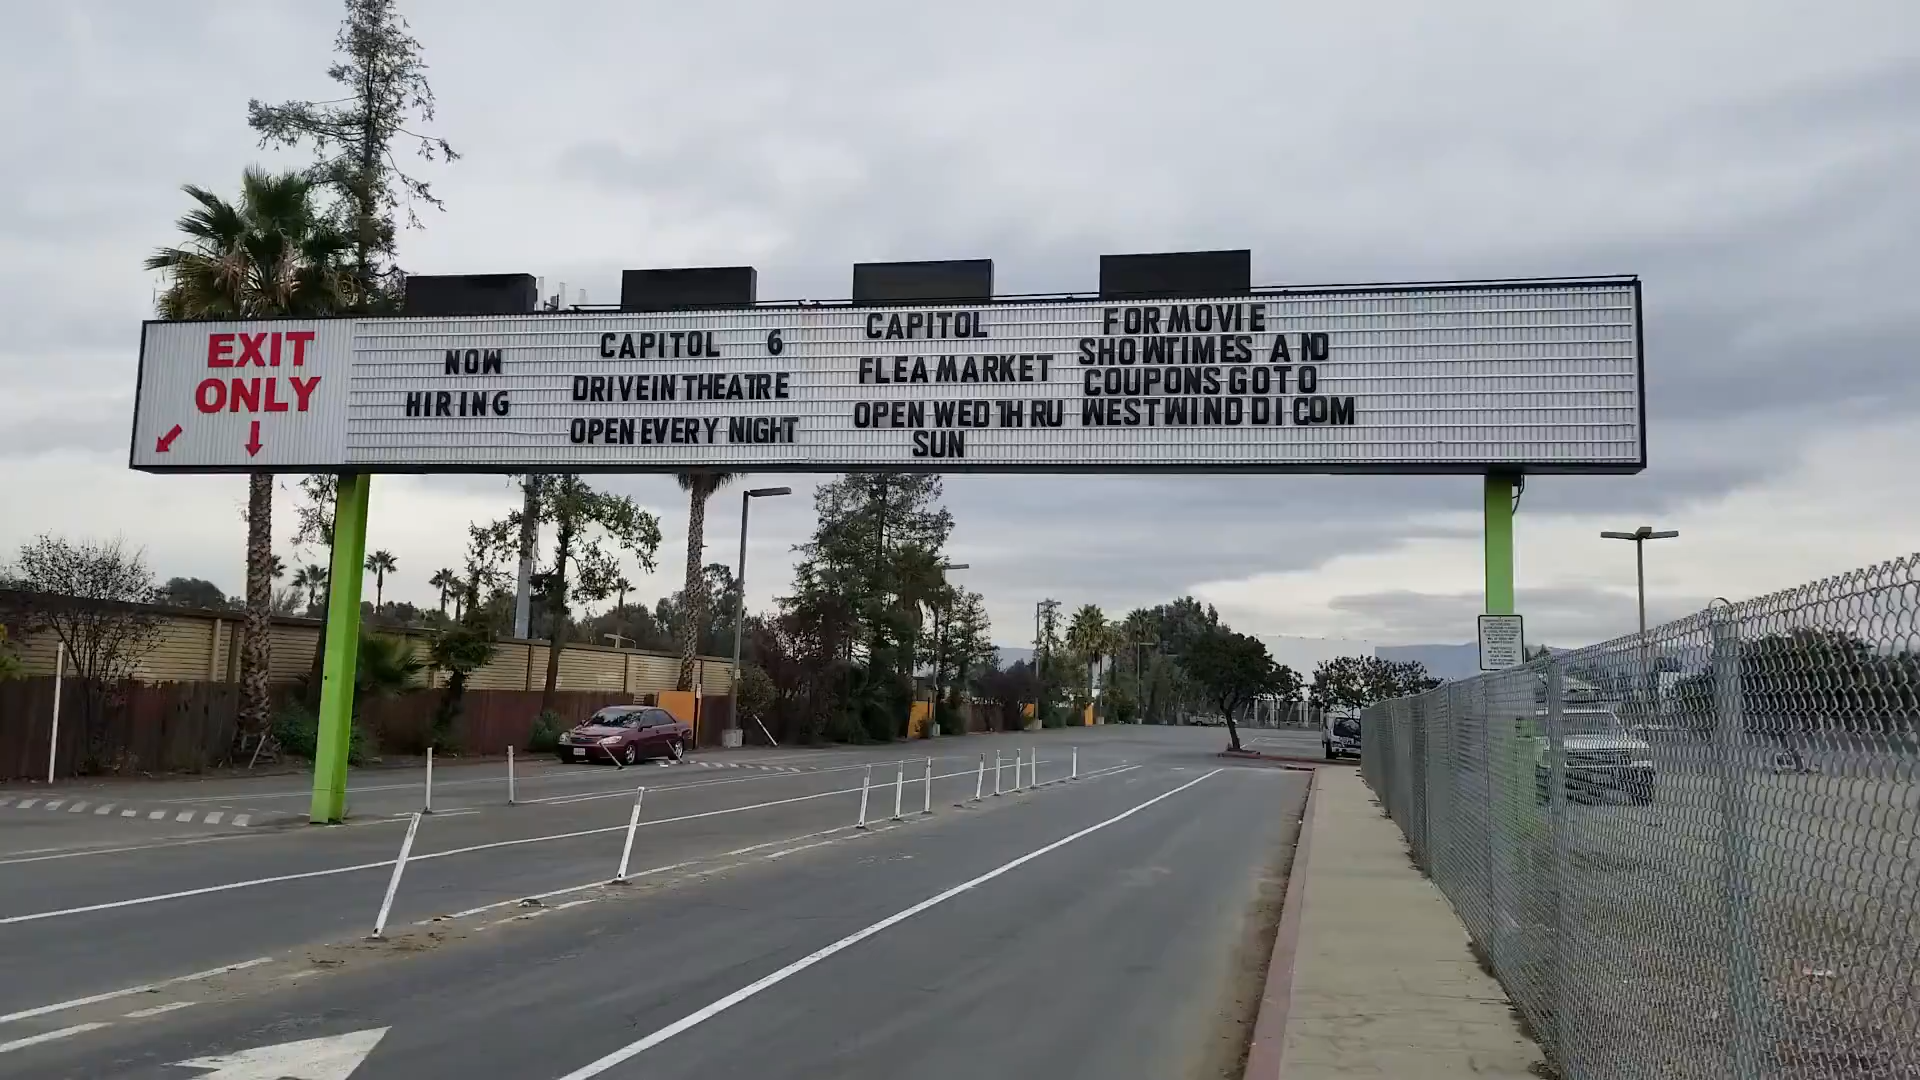 EXIT
ONLY
NOW
HIRING
CAPITOL 6
DRIVEIN THEATRE
OPEN EVERY NIGHT
CAPITOL
FLEA MARKET
OPEN WED THRU
SUN
FOR MOVIE
SHOWTIMES AND
COUPONS GO TO
WESTWINDDI COM